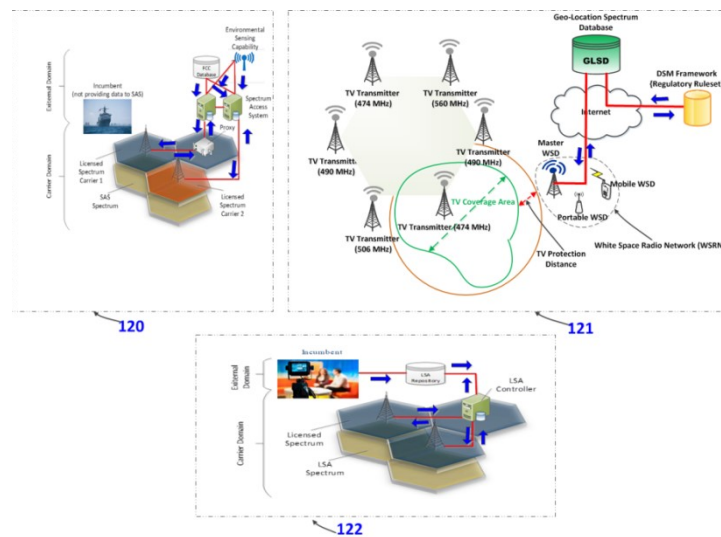 External Domain
Carrier Domain
Environmental
Sensing
Capability
FCC
Database
Incumbent
(not providing data to SAS)
Spectrum
Access
System
Proxy
Licensed
Spectrum
Carrier 1
SAS
Spectrum
Licensed
Spectrum
Carrier 2
120
Geo-Location Spectrum
Database
GLSD
DSM Framework
(Regulatory Ruleset)
Internet
TV Transmitter
(474 MHz)
TV Transmitter
(560 MHz)
TV Transmitt.
(490 MHz)
TV Transmitter
(490 MHz)
Master
WSD
Mobile WSD
Portable WSD
TV Coverage Area
TV Transmitter (474 MHz)
TV Transmitter
(506 MHz)
TV Protection
Distance
White Space Radio Network (WSRN)
121
Incumbent
External
Domain
Carrier Domain
LSA
Repository
LSA
Controller
Licensed
Spectrum
LSA
Spectrum
122